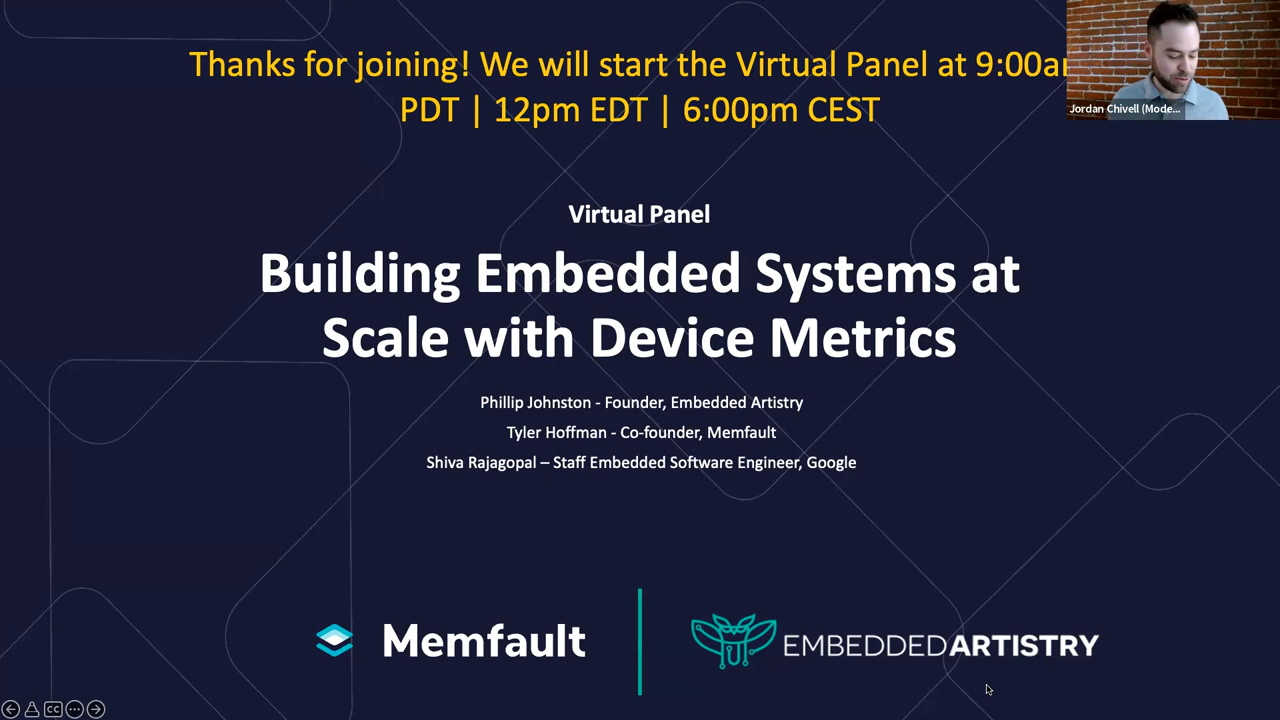 Thanks for joining! We will start the Virtual Panel at 9:00a
PDT | 12pm EDT | 6:00pm CEST
Jordan Chivell (Mode...
Virtual Panel
Building Embedded Systems at
Scale with Device Metrics
Phillip Johnston - Founder, Embedded Artistry
Tyler Hoffman - Co-founder, Memfault
Shiva Rajagopal – Staff Embedded Software Engineer, Google
Memfault
EMBEDDEDARTISTRY
CC